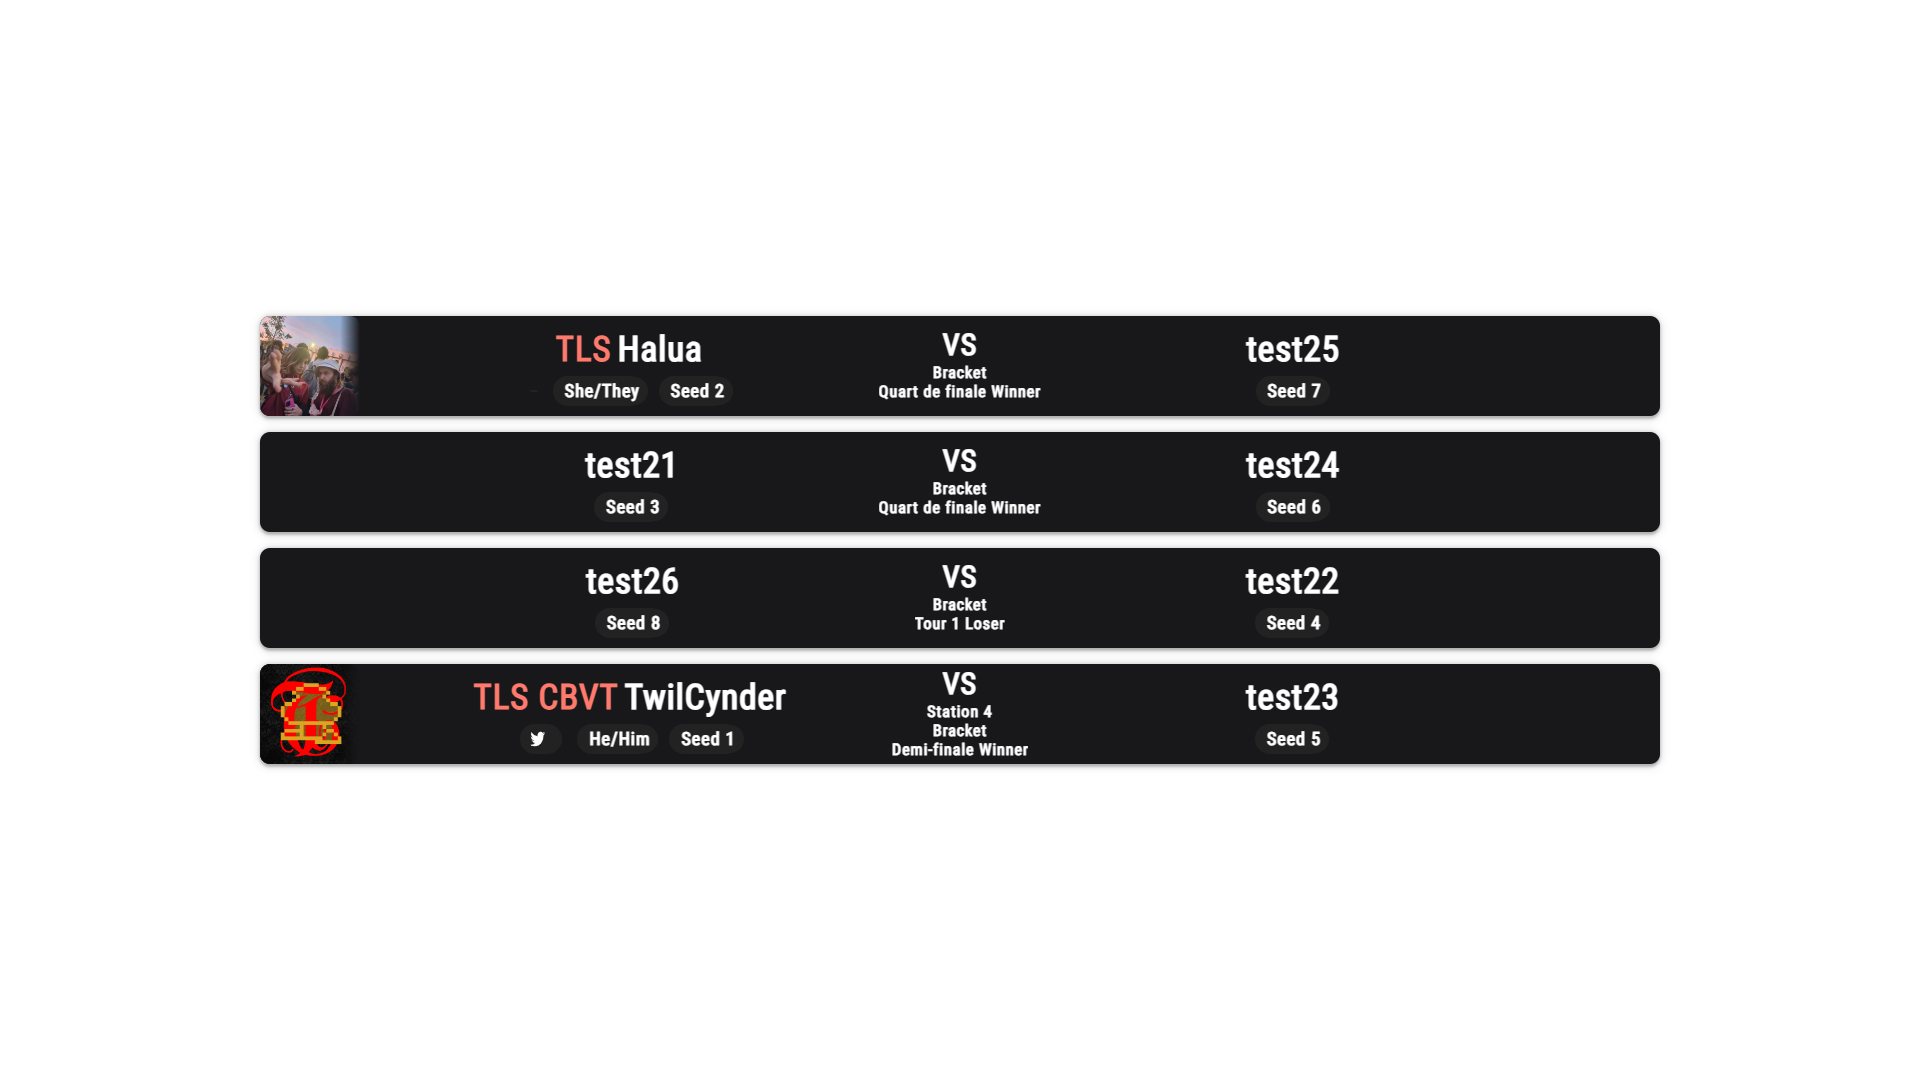 TLS Halua
She/They Seed 2
VS
Bracket
Quart de finale Winner
test25
Seed 7
test21
Seed 3
VS
Bracket
Quart de finale Winner
test24
Seed 6
test26
Seed 8
VS
Bracket
Tour 1 Loser
test22
Seed 4
TLS CBVT TwilCynder
He/Him Seed 1
VS
Station 4
Bracket
Demi-finale Winner
test23
Seed 5